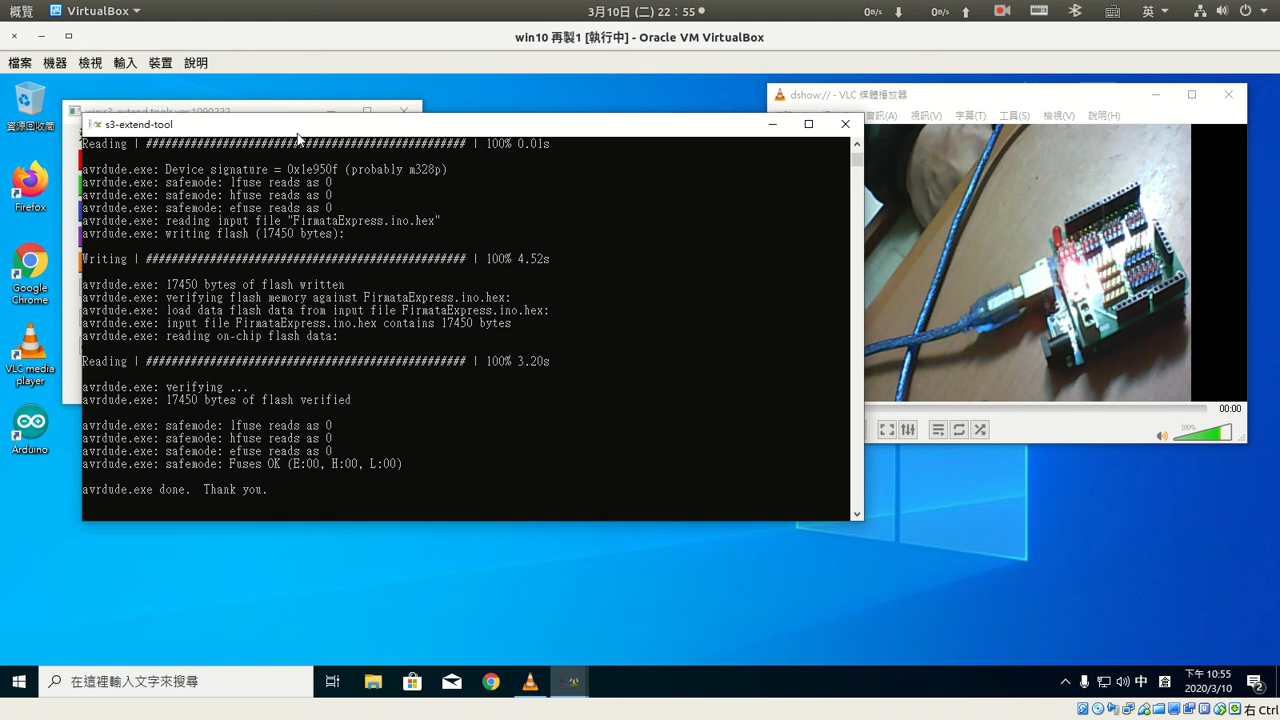 概覽 VirtualBox 3月10日 (二) 22：55 0B/s 0B/s 英
win10 再製1 [執行中] - Oracle VM VirtualBox
檔案 機器 檢視 輸入 裝置 說明
資源回收筒
Firefox
Google Chrome
VLC media player
Arduino
s3-extend-tool
Reading | ################################################## | 100% 0.01s
avrdude.exe: Device signature = 0x1e950f (probably m328p)
avrdude.exe: safemode: lfuse reads as 0
avrdude.exe: safemode: hfuse reads as 0
avrdude.exe: safemode: efuse reads as 0
avrdude.exe: reading input file "FirmataExpress.ino.hex"
avrdude.exe: writing flash (17450 bytes):
Writing | ################################################## | 100% 4.52s
avrdude.exe: 17450 bytes of flash written
avrdude.exe: verifying flash memory against FirmataExpress.ino.hex:
avrdude.exe: load data flash data from input file FirmataExpress.ino.hex:
avrdude.exe: input file FirmataExpress.ino.hex contains 17450 bytes
avrdude.exe: reading on-chip flash data:
Reading | ################################################## | 100% 3.20s
avrdude.exe: verifying ...
avrdude.exe: 17450 bytes of flash verified
avrdude.exe: safemode: lfuse reads as 0
avrdude.exe: safemode: hfuse reads as 0
avrdude.exe: safemode: efuse reads as 0
avrdude.exe: safemode: Fuses OK (E:00, H:00, L:00)
avrdude.exe done.  Thank you.
dshow:// - VLC 媒體播放器
視訊(V) 字幕(T) 工具(S) 檢視(V) 說明(H)
00:00
100%
在這裡輸入文字來搜尋
中
下午 10:55
2020/3/10
2
右 Ctrl